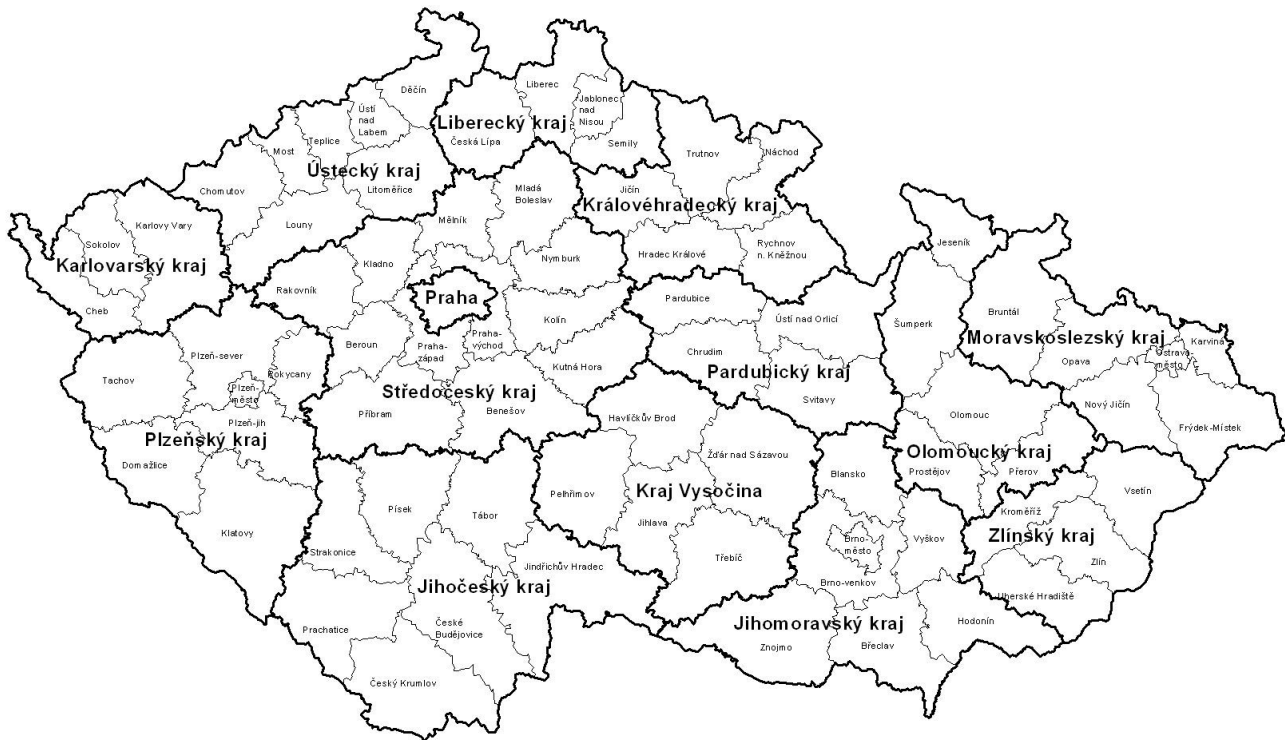 Děčín
Liberec
Ústí
nad
Labem
Jablonec
nad
Nisou
Liberecký kraj
Teplice
Česká Lípa
Semily
Most
Trutnov
Náchod
Ústecký kraj
Chomutov
Litoměřice
Mladá
Boleslav
Jičín
Královéhradecký kraj
Karlovy Vary
Louny
Mělník
Sokolov
Jeseník
Karlovarský kraj
Kladno
Nymburk
Hradec Králové
Rychnov
n. Kněžnou
Rakovník
Praha
Pardubice
Cheb
Kolín
Ústí nad Orlicí
Šumperk
Bruntál
Moravskoslezský kraj
Karviná
Ostrava-
město
Opava
Beroun
Praha-
západ
Praha-
východ
Chrudim
Plzeň-sever
Tachov
Rokycany
Kutná Hora
Pardubický kraj
Plzeň-
město
Středočeský kraj
Svitavy
Nový Jičín
Příbram
Benešov
Olomouc
Havlíčkův Brod
Plzeň-jih
Frýdek-Místek
Plzeňský kraj
Olomoucký kraj
Domažlice
Žďár nad Sázavou
Prostějov
Přerov
Blansko
Pelhřimov
Kraj Vysočina
Vsetín
Písek
Tábor
Kroměříž
Jihlava
Zlínský kraj
Klatovy
Strakonice
Třebíč
Brno-
město
Vyškov
Zlín
Jindřichův Hradec
Jihočeský kraj
Brno-venkov
Uherské Hradiště
České
Budějovice
Prachatice
Jihomoravský kraj
Hodonín
Znojmo
Břeclav
Český Krumlov